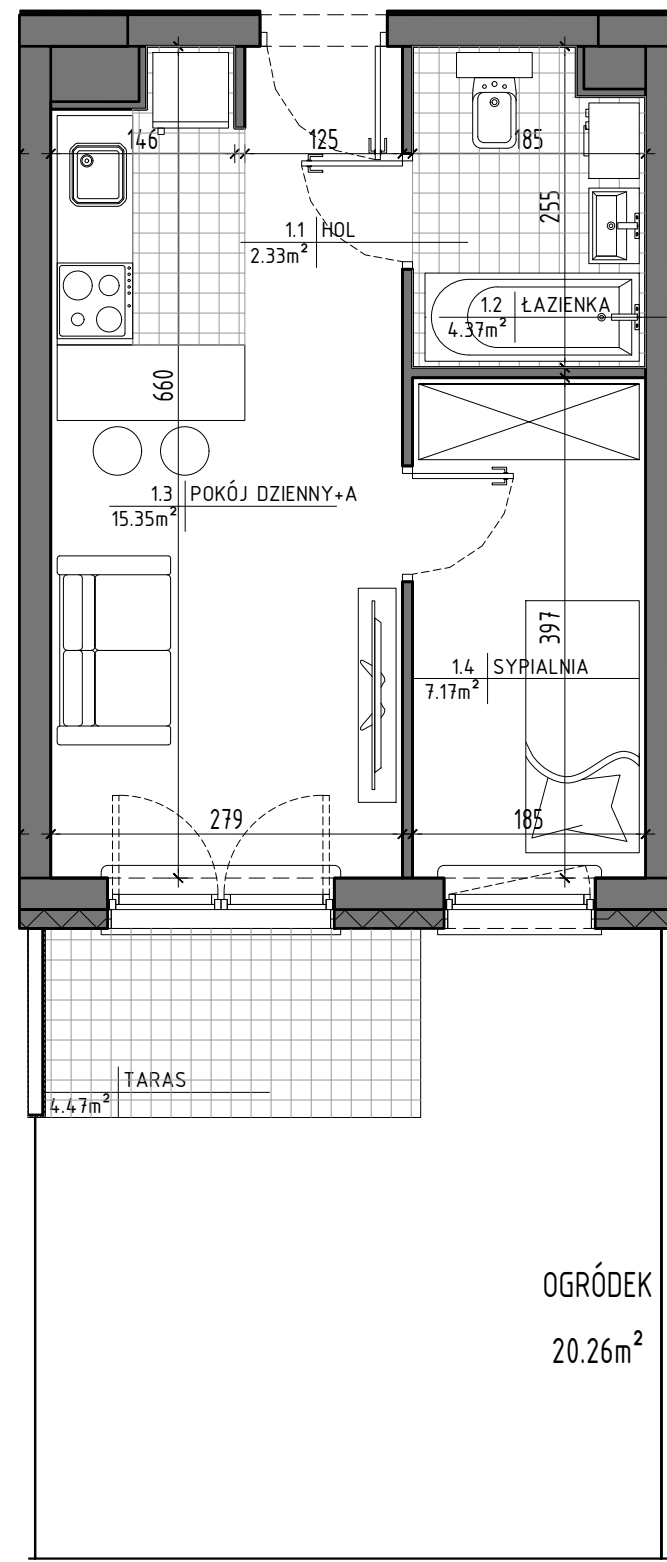 146
125
185
1.1 HOL
2.33m²
255
1.2 ŁAZIENKA
4.37m²
660
1.3 POKÓJ DZIENNY+A
15.35m²
397
1.4 SYPIALNIA
7.17m²
279
185
TARAS
4.47m²
OGRÓDEK
20.26m²